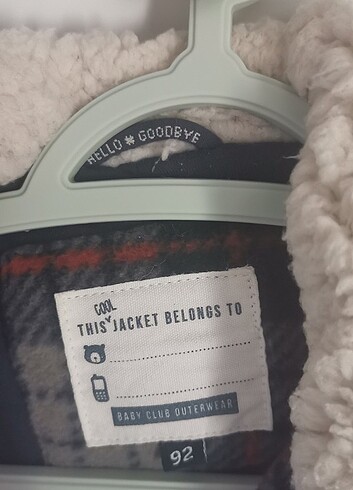 HELLO * GOODBYE
COOL
THIS JACKET BELONGS TO
BABY CLUB OUTERWEAR
92